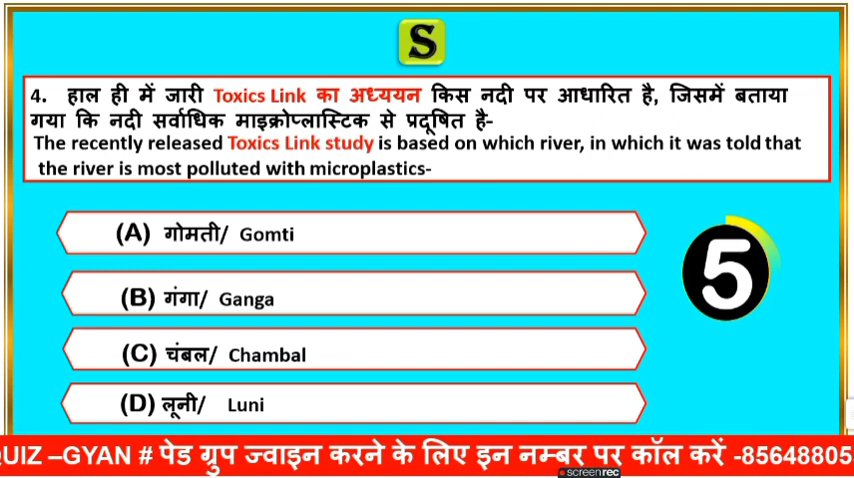 S
4. हाल ही में जारी Toxics Link का अध्ययन किस नदी पर आधारित है, जिसमें बताया
गया कि नदी सर्वाधिक माइक्रोप्लास्टिक से प्रदूषित है-
The recently released Toxics Link study is based on which river, in which it was told that
the river is most polluted with microplastics-
(A) गोमती/ Gomti
5
(B) गंगा/ Ganga
(C) चंबल/ Chambal
(D) लूनी/ Luni
QUIZ –GYAN # पेड ग्रुप ज्वाइन करने के लिए इन नम्बर पर कॉल करें -85648805
screenrec